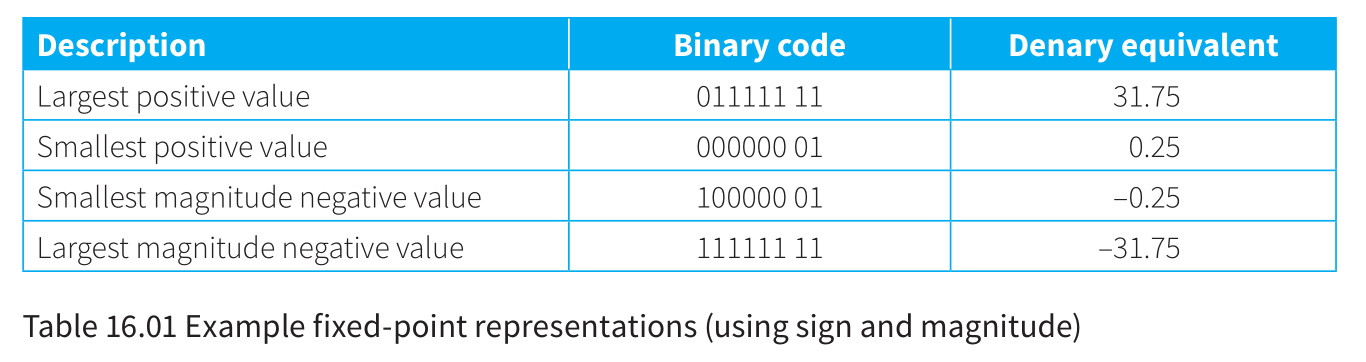 Description Binary code Denary equivalent
Largest positive value 011111 11 31.75
Smallest positive value 000000 01 0.25
Smallest magnitude negative value 100000 01 –0.25
Largest magnitude negative value 111111 11 –31.75
Table 16.01 Example fixed-point representations (using sign and magnitude)